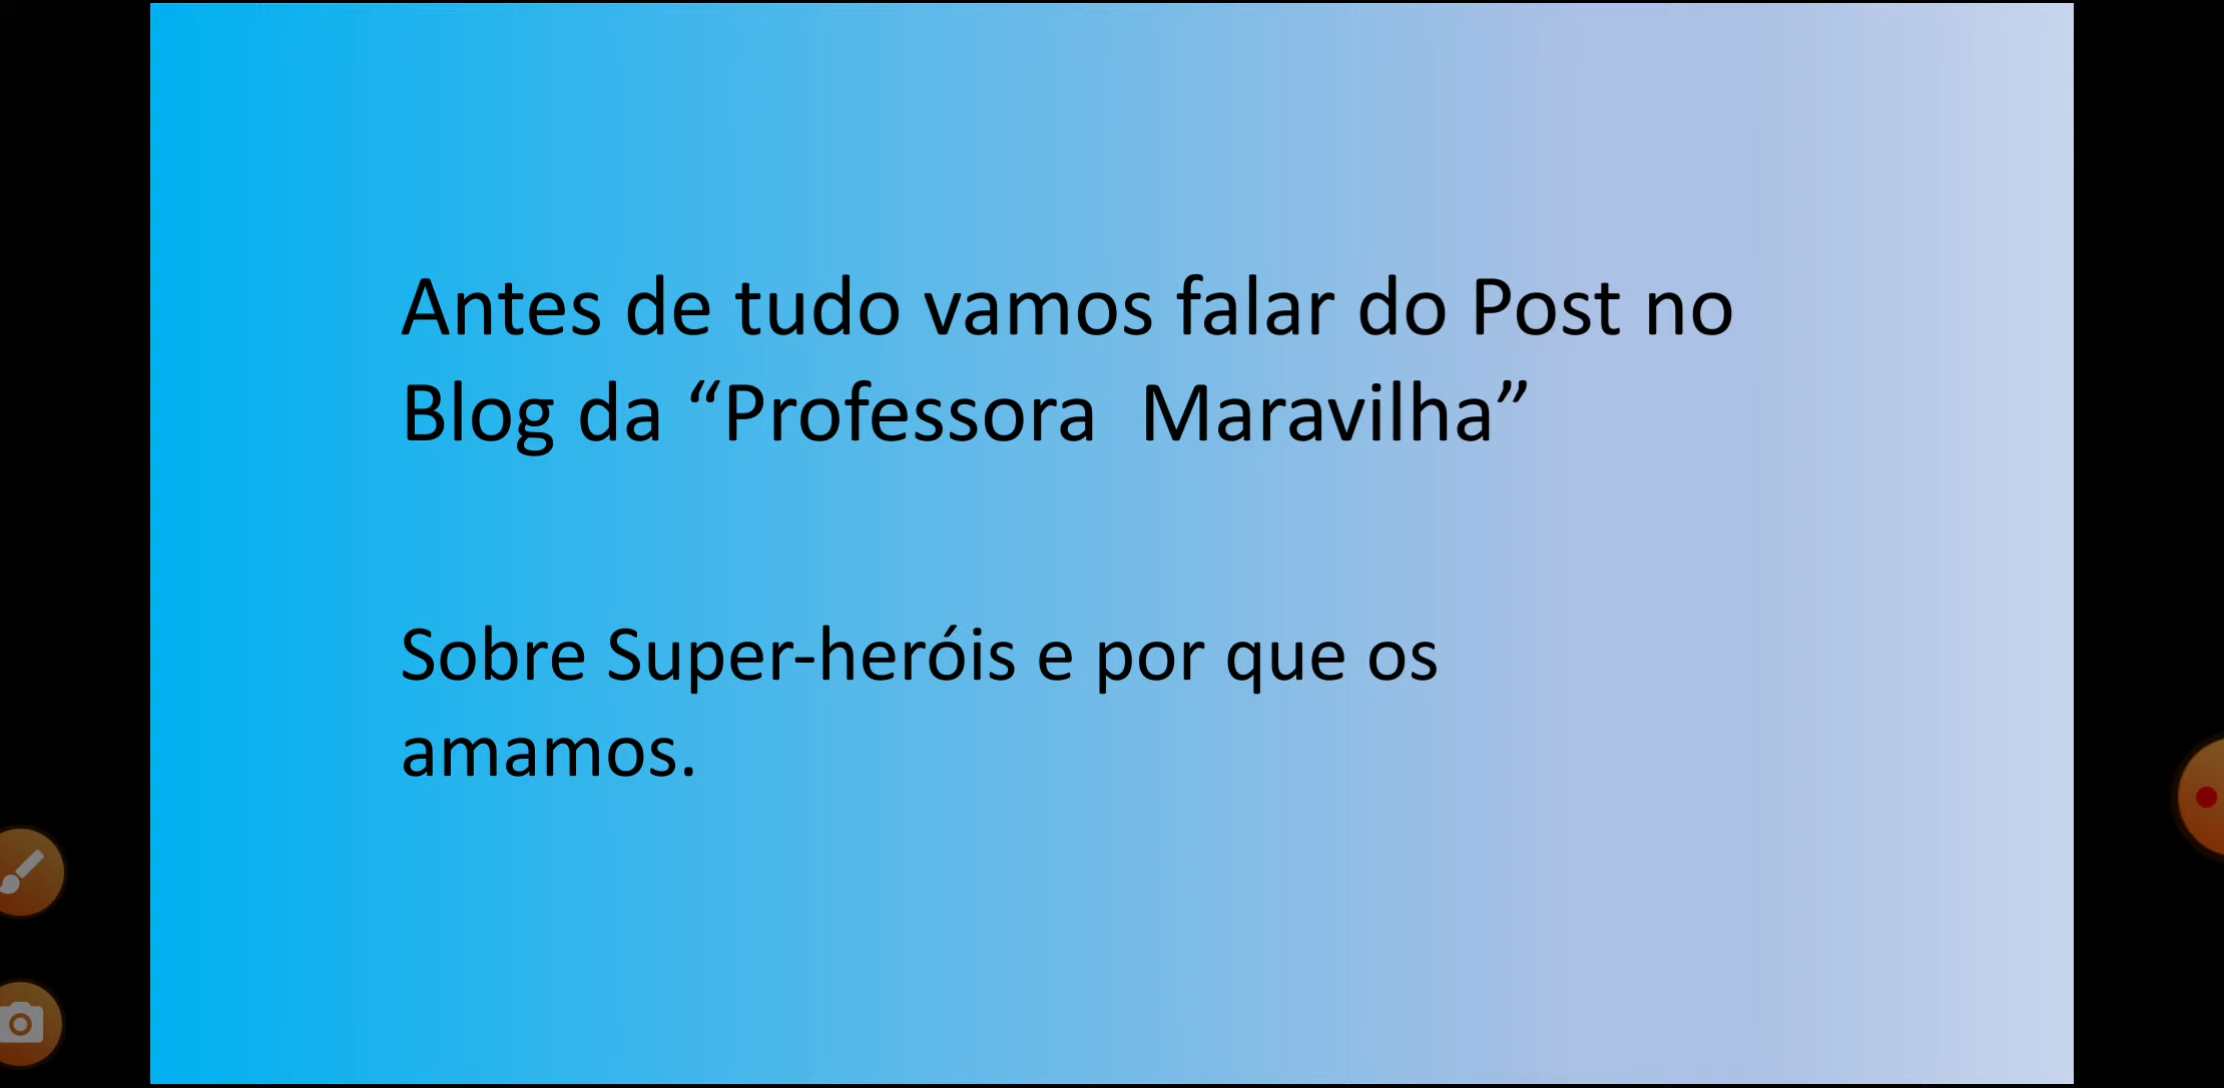 Antes de tudo vamos falar do Post no
Blog da “Professora  Maravilha”
Sobre Super-heróis e por que os
amamos.